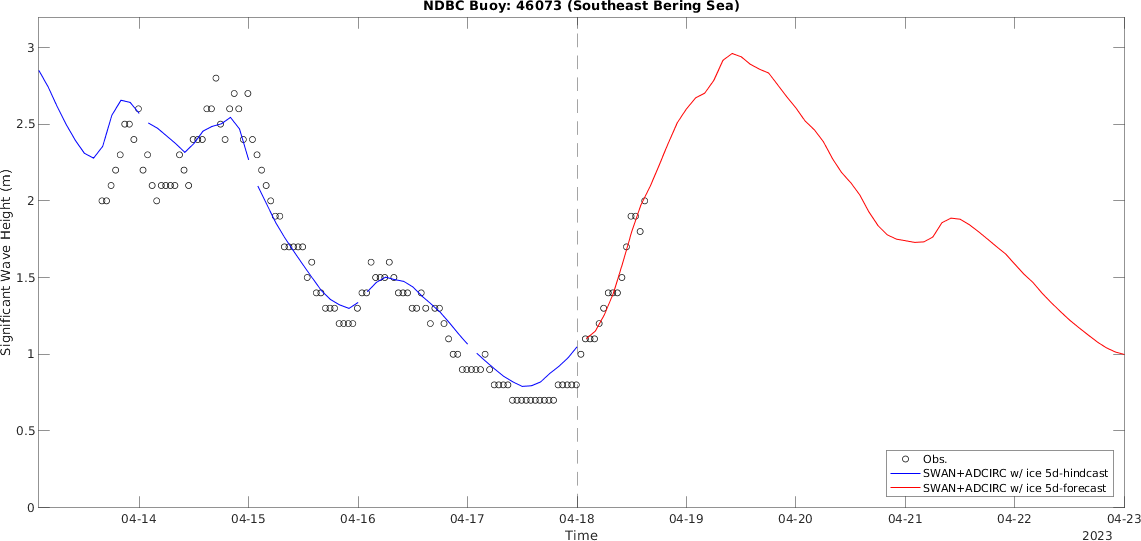 NDBC Buoy: 46073 (Southeast Bering Sea)
Significant Wave Height (m)
3
2.5
2
1.5
1
0.5
0
Obs.
SWAN+ADCIRC w/ ice 5d-hindcast
SWAN+ADCIRC w/ ice 5d-forecast
04-14 04-15 04-16 04-17 04-18 04-19 04-20 04-21 04-22 04-23
Time
2023